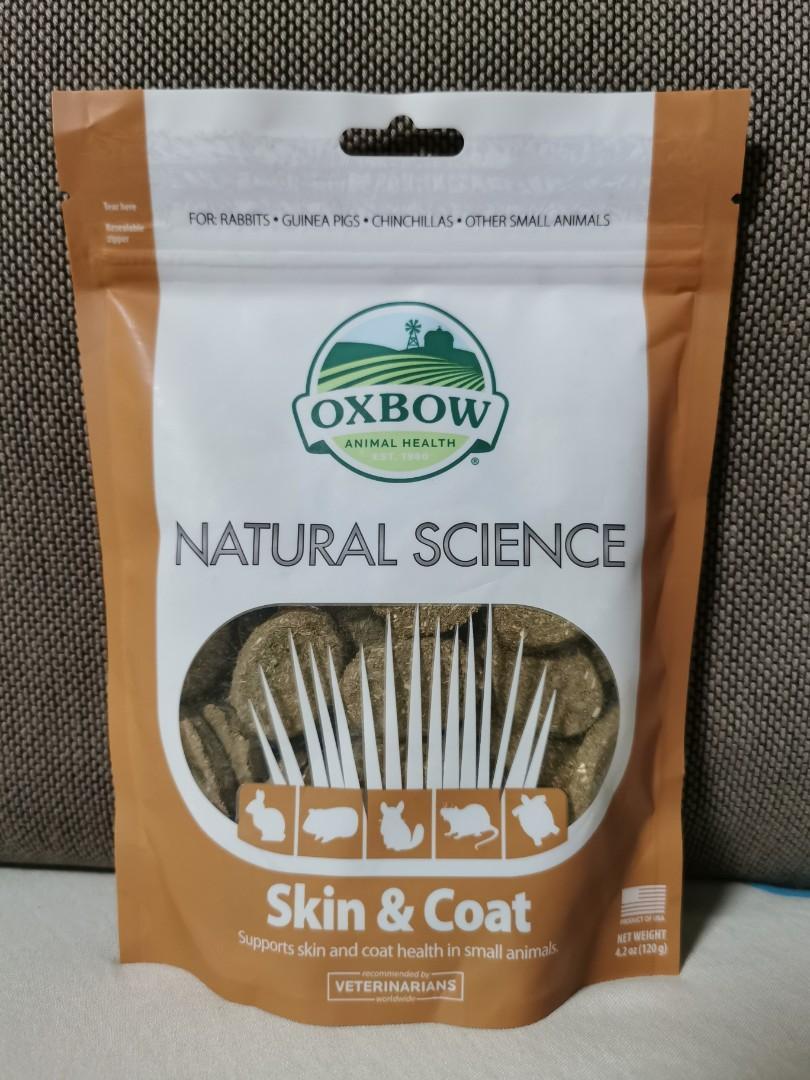 Tear here
Resealable
zipper
FOR: RABBITS • GUINEA PIGS • CHINCHILLAS • OTHER SMALL ANIMALS
OXBOW
ANIMAL HEALTH
EST. 1980
®
NATURAL SCIENCE
Skin & Coat
Supports skin and coat health in small animals.
PRODUCT OF USA
NET WEIGHT
4.2 oz (120 g)
recommended by
VETERINARIANS
worldwide